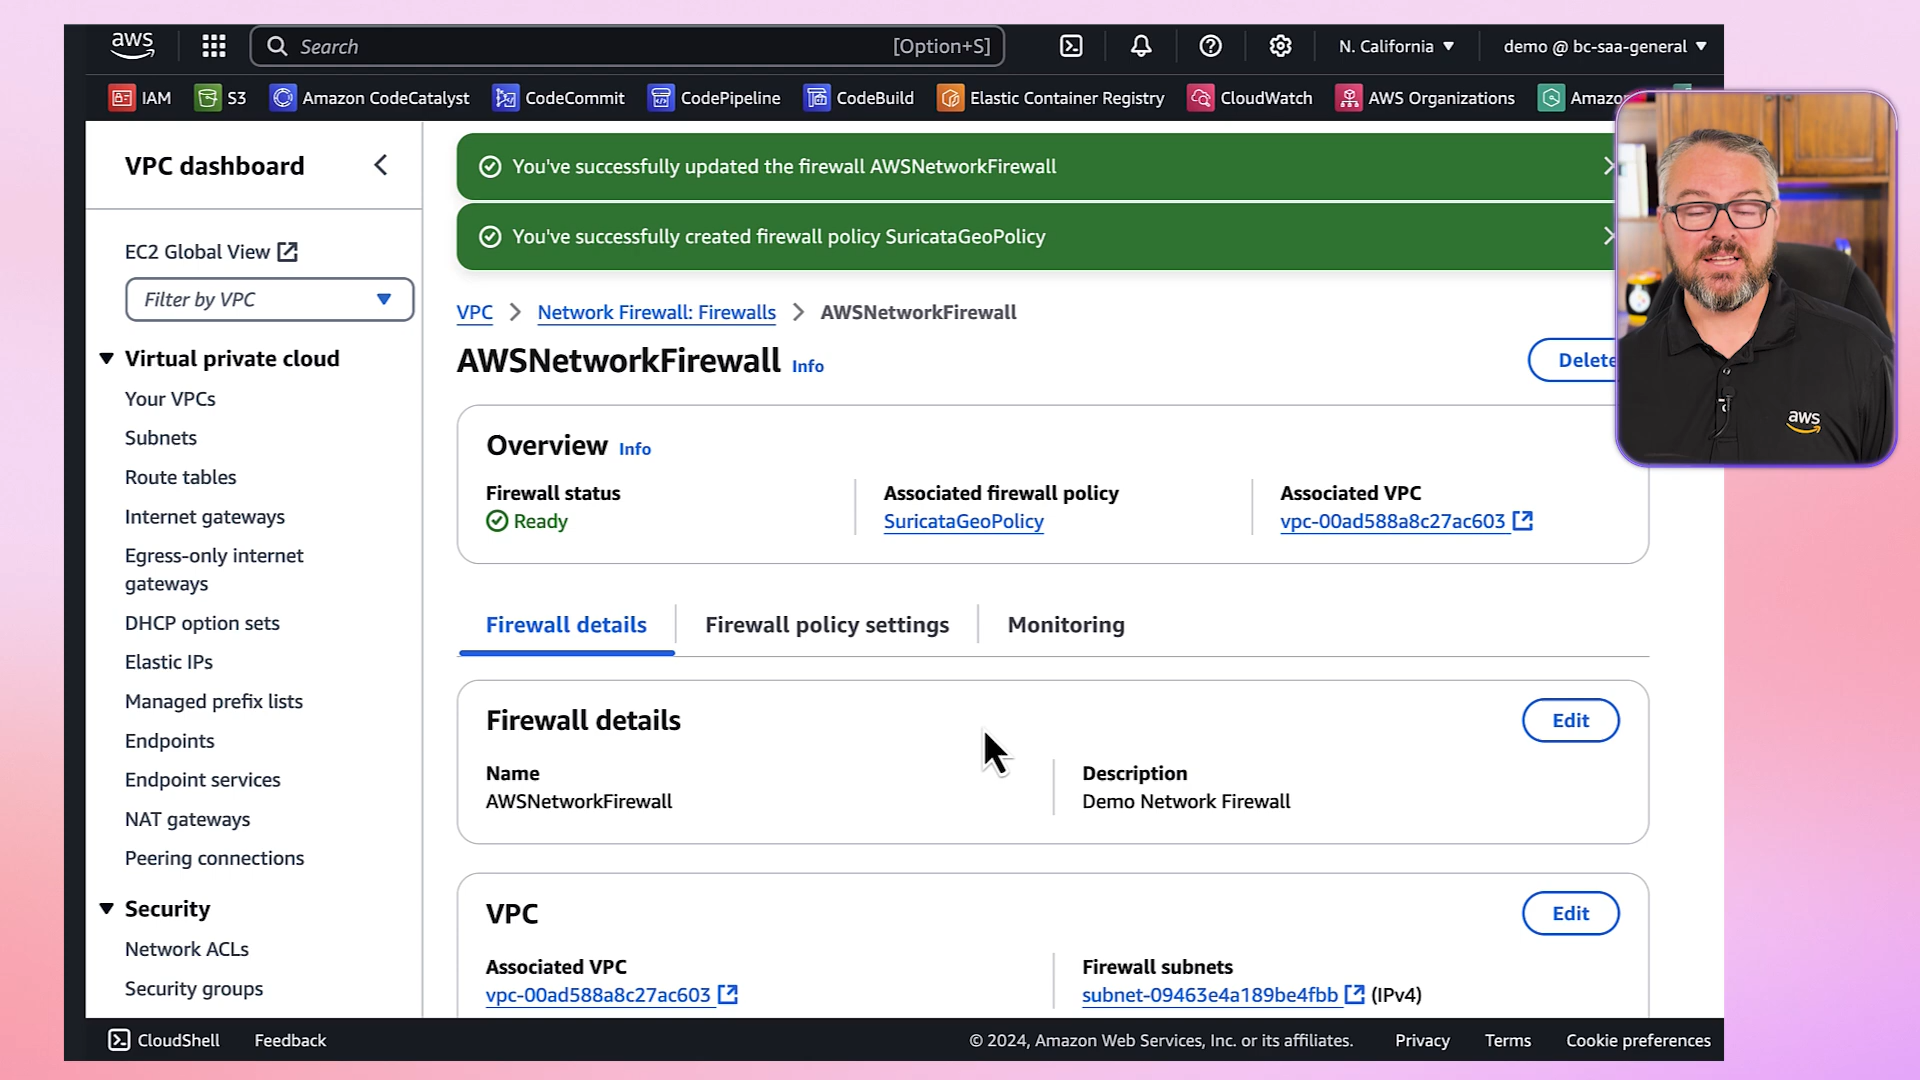 aws
Search
[Option+S]
N. California
demo @ bc-saa-general
IAM
S3
Amazon CodeCatalyst
CodeCommit
CodePipeline
CodeBuild
Elastic Container Registry
CloudWatch
AWS Organizations
VPC dashboard
You've successfully updated the firewall AWSNetworkFirewall
You've successfully created firewall policy SuricataGeoPolicy
EC2 Global View
Filter by VPC
Virtual private cloud
Your VPCs
Subnets
Route tables
Internet gateways
Egress-only internet
gateways
DHCP option sets
Elastic IPs
Managed prefix lists
Endpoints
Endpoint services
NAT gateways
Peering connections
Security
Network ACLs
Security groups
VPC
Network Firewall: Firewalls
AWSNetworkFirewall
AWSNetworkFirewall Info
Delete
Overview Info
Firewall status
Ready
Associated firewall policy
SuricataGeoPolicy
Associated VPC
vpc-00ad588a8c27ac603
Firewall details
Firewall policy settings
Monitoring
Firewall details
Edit
Name
AWSNetworkFirewall
Description
Demo Network Firewall
VPC
Edit
Associated VPC
vpc-00ad588a8c27ac603
Firewall subnets
subnet-09463e4a189be4fbb (IPv4)
aws
CloudShell
Feedback
© 2024, Amazon Web Services, Inc. or its affiliates.
Privacy
Terms
Cookie preferences